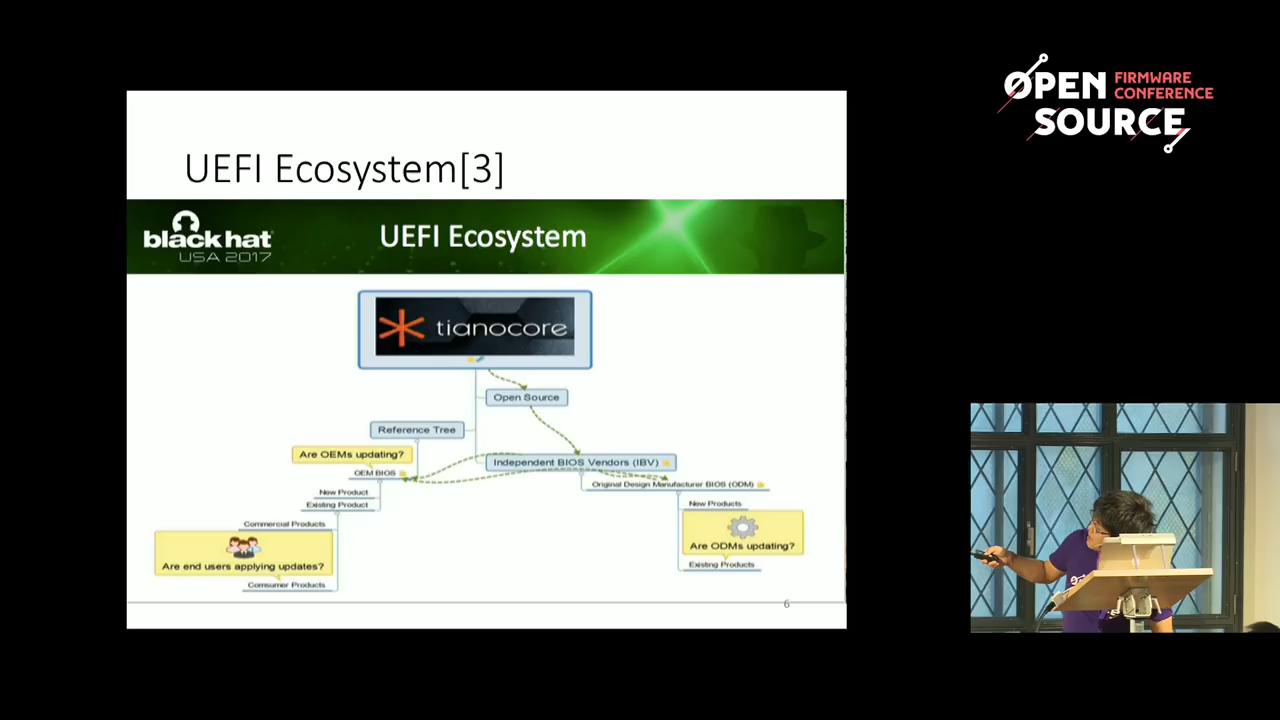 OPEN FIRMWARE
CONFERENCE
SOURCE
UEFI Ecosystem[3]
black hat
USA 2017
UEFI Ecosystem
tianocore
Open Source
Reference Tree
Are OEMs updating?
Independent BIOS Vendors (IBV)
OEM BIOS
Original Design Manufacturer BIOS (ODM)
New Product
Existing Product
New Products
Commercial Products
Are ODMs updating?
Are end users applying updates?
Existing Products
Comsumer Products
6